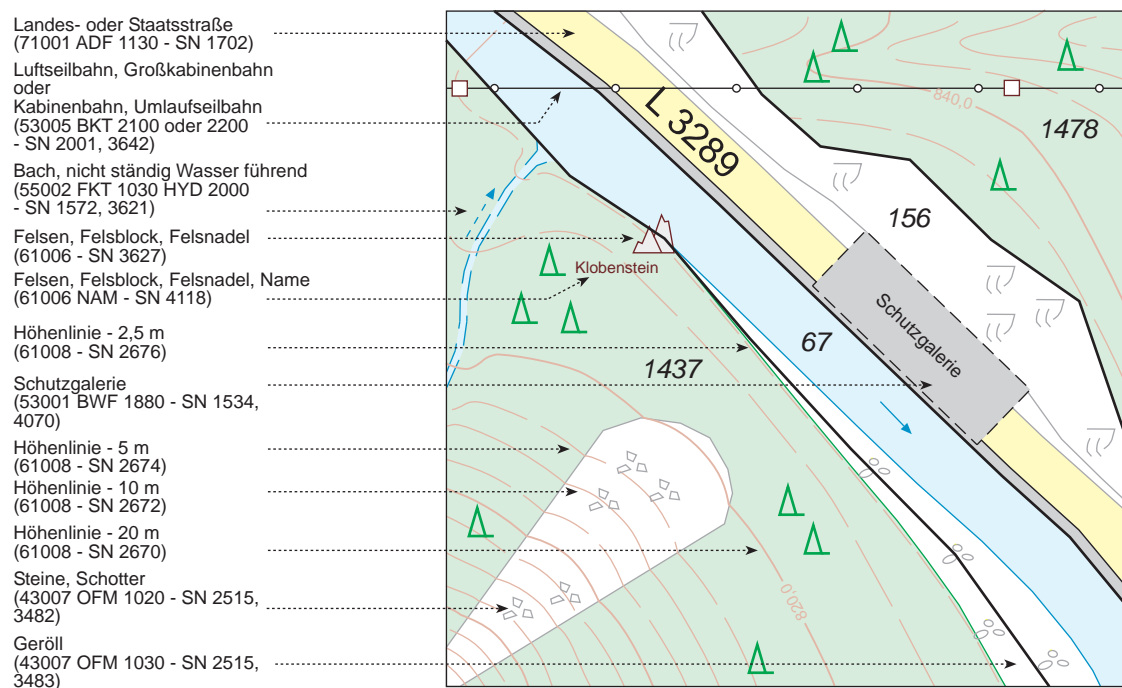 Landes- oder Staatsstraße
(71001 ADF 1130 - SN 1702)
Luftseilbahn, Großkabinenbahn
oder
Kabinenbahn, Umlaufseilbahn
(53005 BKT 2100 oder 2200
- SN 2001, 3642)
Bach, nicht ständig Wasser führend
(55002 FKT 1030 HYD 2000
- SN 1572, 3621)
Felsen, Felsblock, Felsnadel
(61006 - SN 3627)
Felsen, Felsblock, Felsnadel, Name
(61006 NAM - SN 4118)
Höhenlinie - 2,5 m
(61008 - SN 2676)
Schutzgalerie
(53001 BWF 1880 - SN 1534,
4070)
Höhenlinie - 5 m
(61008 - SN 2674)
Höhenlinie - 10 m
(61008 - SN 2672)
Höhenlinie - 20 m
(61008 - SN 2670)
Steine, Schotter
(43007 OFM 1020 - SN 2515,
3482)
Geröll
(43007 OFM 1030 - SN 2515,
3483)
L 3289
840,0
1478
156
Klobenstein
Schutzgalerie
67
1437
820,0